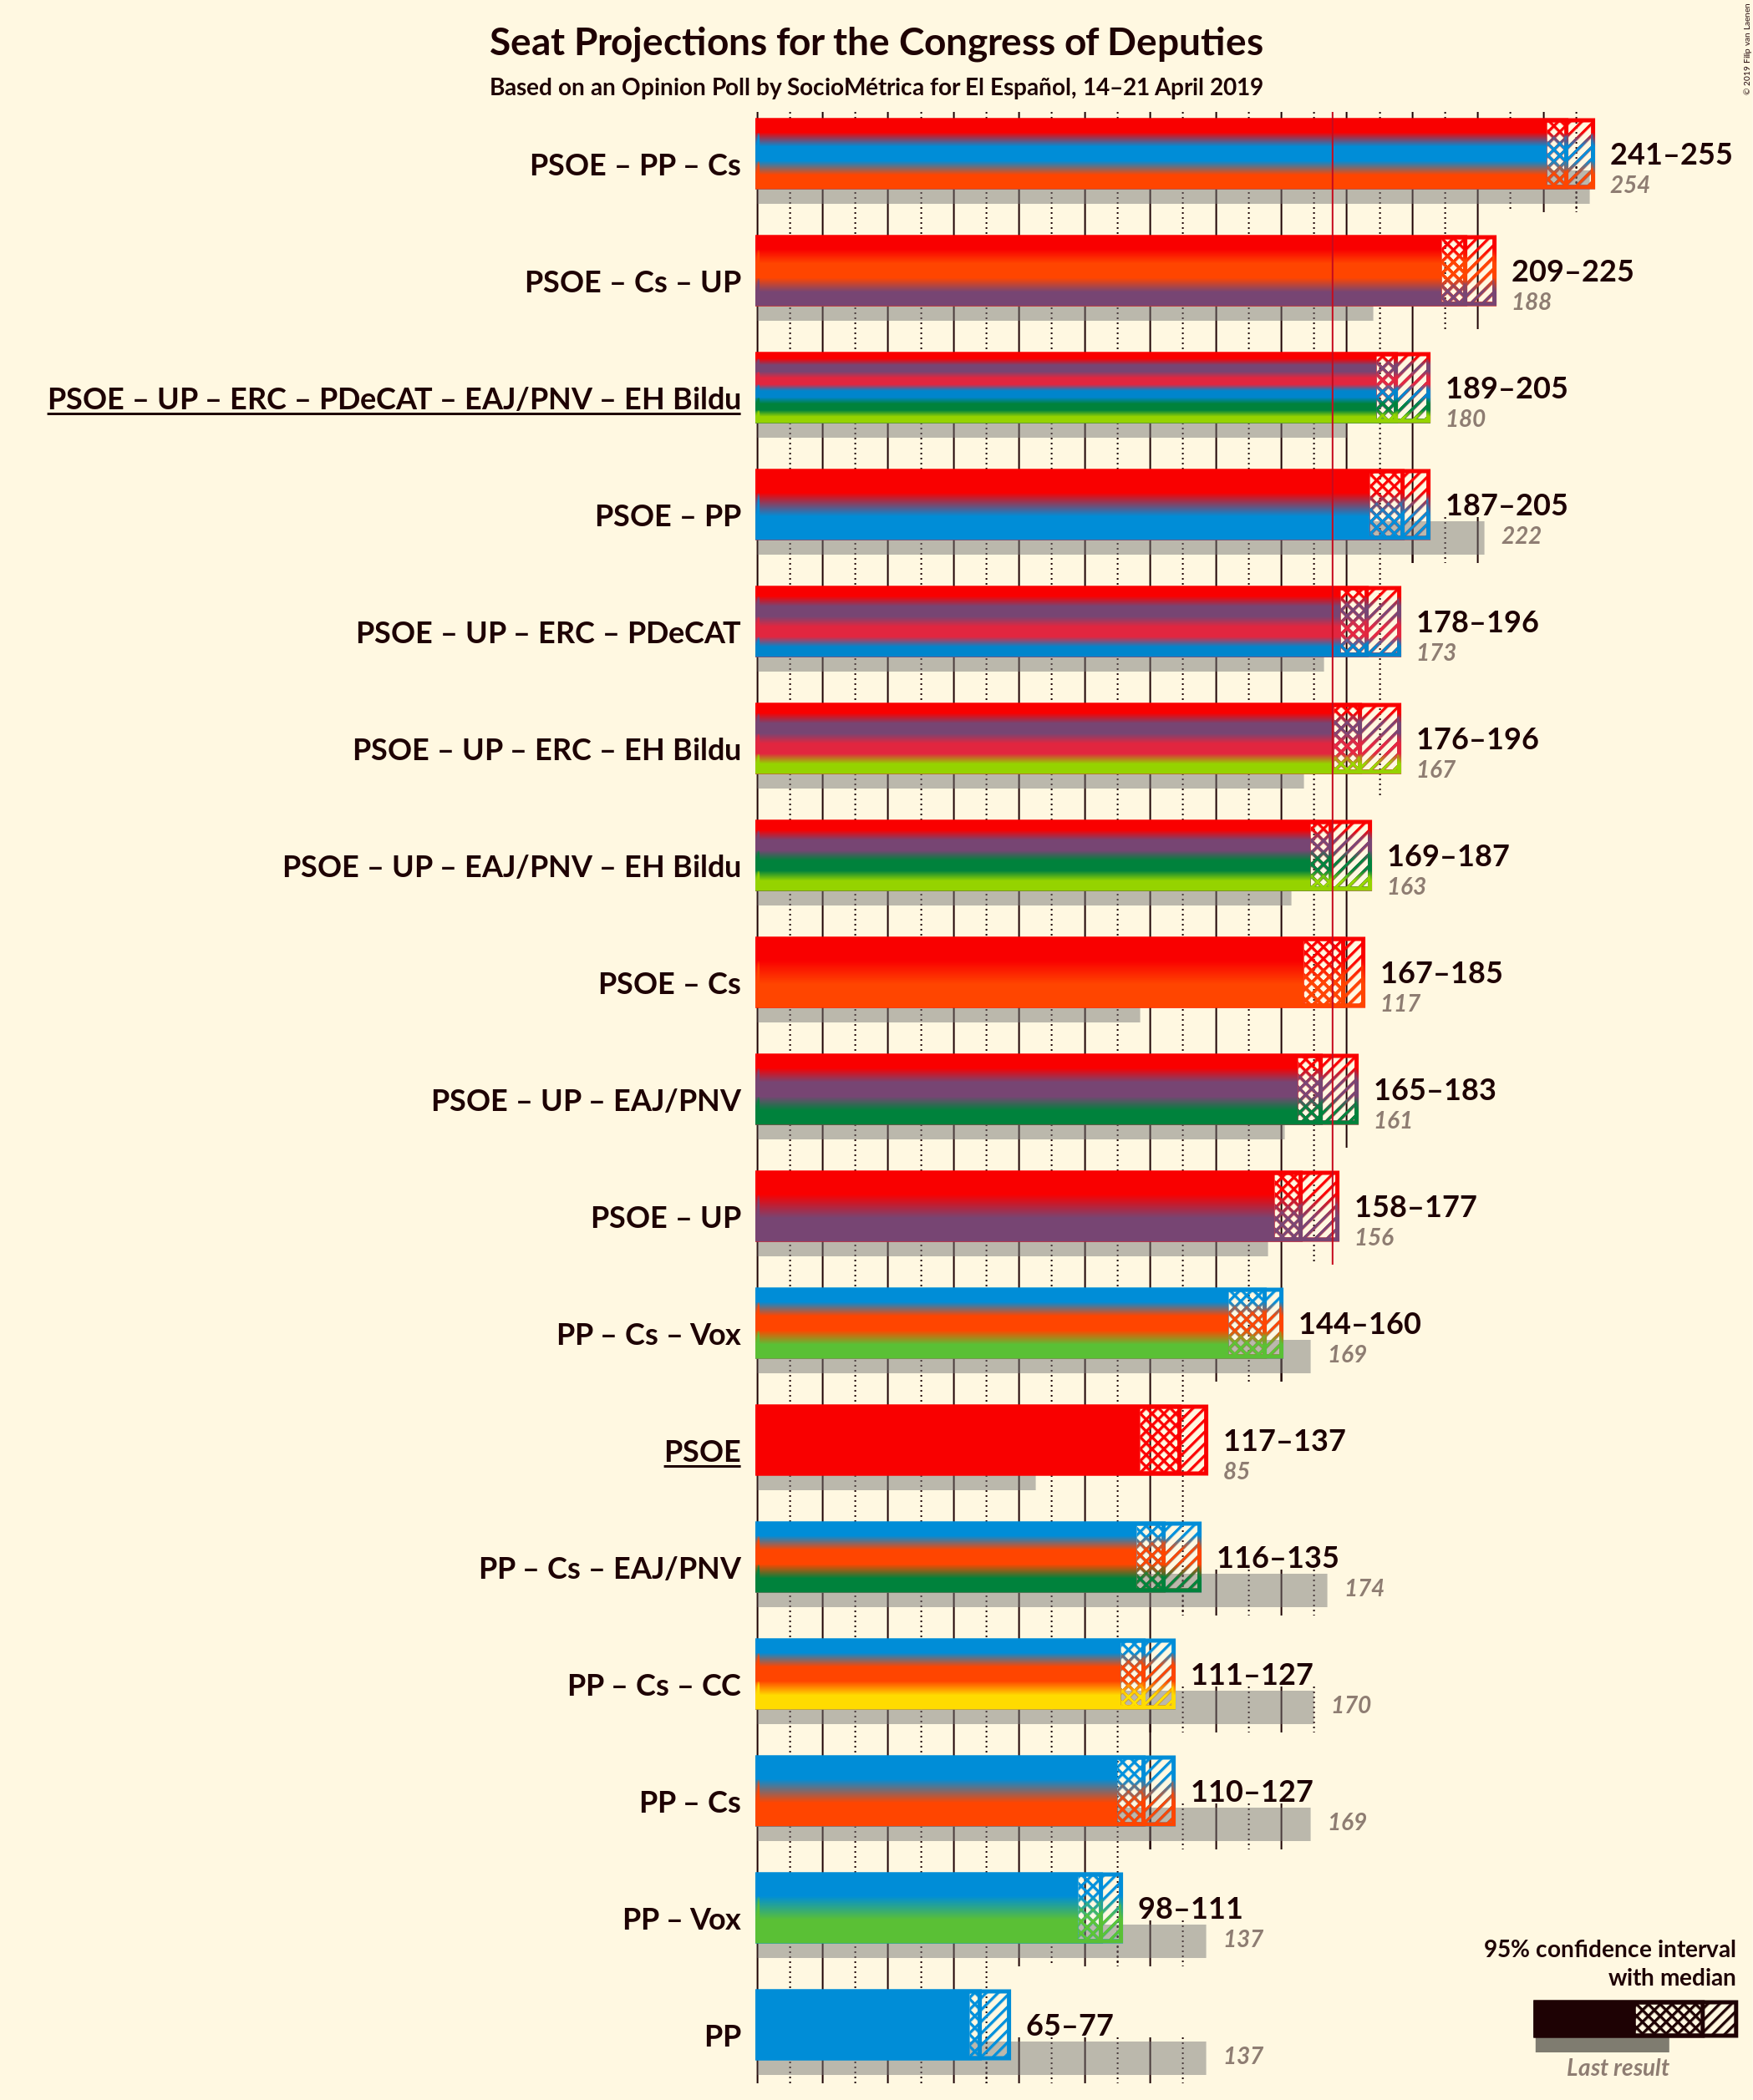 Seat Projections for the Congress of Deputies
Based on an Opinion Poll by SocioMétrica for El Español, 14–21 April 2019
© 2019 Filip van Laenen
PSOE – PP – Cs
241–255
254
PSOE – Cs – UP
209–225
188
PSOE – UP – ERC – PDeCAT – EAJ/PNV – EH Bildu
189–205
180
PSOE – PP
187–205
222
PSOE – UP – ERC – PDeCAT
178–196
173
PSOE – UP – ERC – EH Bildu
176–196
167
PSOE – UP – EAJ/PNV – EH Bildu
169–187
163
PSOE – Cs
167–185
117
PSOE – UP – EAJ/PNV
165–183
161
PSOE – UP
158–177
156
PP – Cs – Vox
144–160
169
PSOE
117–137
85
PP – Cs – EAJ/PNV
116–135
174
PP – Cs – CC
111–127
170
PP – Cs
110–127
169
PP – Vox
98–111
137
PP
65–77
137
95% confidence interval
with median
Last result